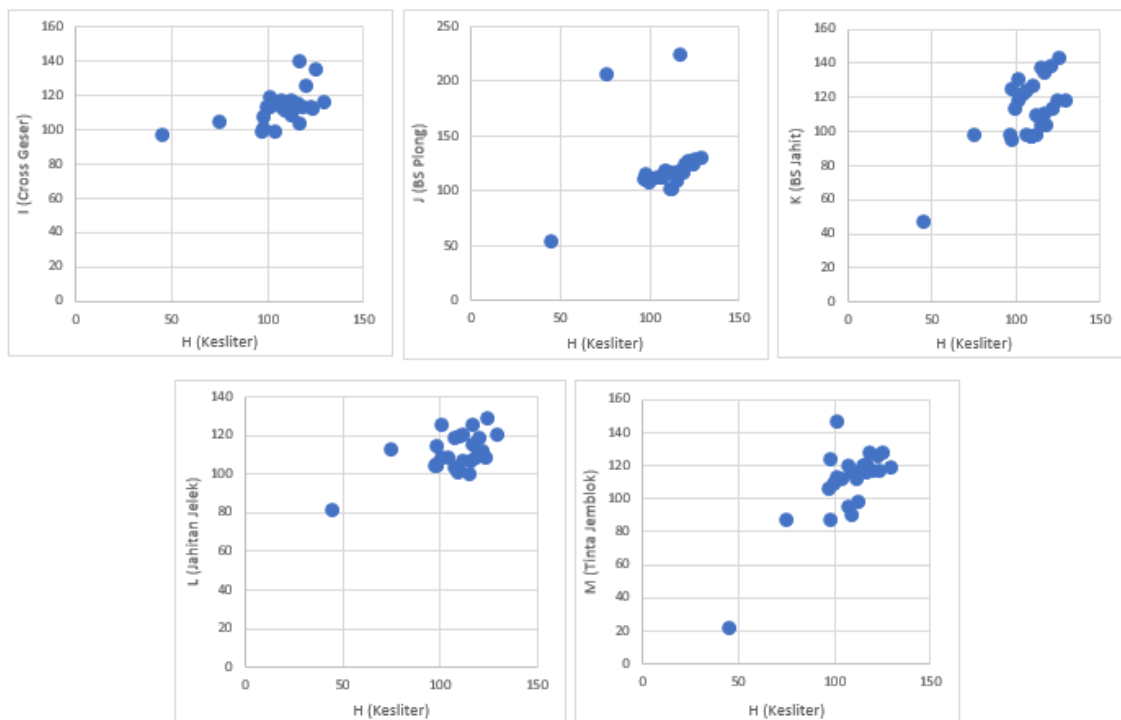 160
140
120
100
80
60
40
20
0
0 50 100 150
I (Cross Geser)
H (Kesliter)
250
200
150
100
50
0
0 50 100 150
J (BS Plong)
H (Kesliter)
160
140
120
100
80
60
40
20
0
0 50 100 150
K (BS Jahit)
H (Kesliter)
140
120
100
80
60
40
20
0
0 50 100 150
L (Jahitan Jelek)
H (Kesliter)
160
140
120
100
80
60
40
20
0
0 50 100 150
M (Tinta Jemblok)
H (Kesliter)